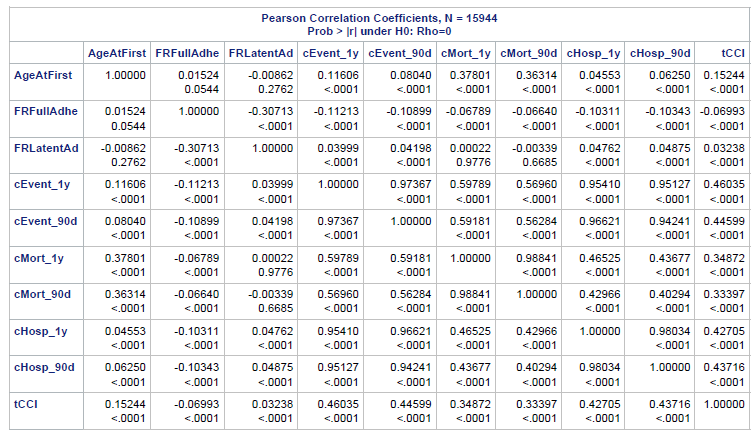 Pearson Correlation Coefficients, N = 15944
Prob > |r| under H0: Rho=0
AgeAtFirst FRFullAdhe FRLatentAd cEvent_1y cEvent_90d cMort_1y cMort_90d cHosp_1y cHosp_90d tCCI
AgeAtFirst 1.00000 0.01524 -0.00862 0.11606 0.08040 0.37801 0.36314 0.04553 0.06250 0.15244
0.0544 0.2762 <.0001 <.0001 <.0001 <.0001 <.0001 <.0001 <.0001
FRFullAdhe 0.01524 1.00000 -0.30713 -0.11213 -0.10899 -0.06789 -0.06640 -0.10311 -0.10343 -0.06993
0.0544 <.0001 <.0001 <.0001 <.0001 <.0001 <.0001 <.0001 <.0001
FRLatentAd -0.00862 -0.30713 1.00000 0.03999 0.04198 0.00022 -0.00339 0.04762 0.04875 0.03238
0.2762 <.0001 <.0001 <.0001 0.9776 0.6685 <.0001 <.0001 <.0001
cEvent_1y 0.11606 -0.11213 0.03999 1.00000 0.97367 0.59789 0.56960 0.95410 0.95127 0.46035
<.0001 <.0001 <.0001 <.0001 <.0001 <.0001 <.0001 <.0001 <.0001
cEvent_90d 0.08040 -0.10899 0.04198 0.97367 1.00000 0.59181 0.56284 0.96621 0.94241 0.44599
<.0001 <.0001 <.0001 <.0001 <.0001 <.0001 <.0001 <.0001 <.0001
cMort_1y 0.37801 -0.06789 0.00022 0.59789 0.59181 1.00000 0.98841 0.46525 0.43677 0.34872
<.0001 <.0001 0.9776 <.0001 <.0001 <.0001 <.0001 <.0001 <.0001
cMort_90d 0.36314 -0.06640 -0.00339 0.56960 0.56284 0.98841 1.00000 0.42966 0.40294 0.33397
<.0001 <.0001 0.6685 <.0001 <.0001 <.0001 <.0001 <.0001 <.0001
cHosp_1y 0.04553 -0.10311 0.04762 0.95410 0.96621 0.46525 0.42966 1.00000 0.98034 0.42705
<.0001 <.0001 <.0001 <.0001 <.0001 <.0001 <.0001 <.0001 <.0001
cHosp_90d 0.06250 -0.10343 0.04875 0.95127 0.94241 0.43677 0.40294 0.98034 1.00000 0.43716
<.0001 <.0001 <.0001 <.0001 <.0001 <.0001 <.0001 <.0001 <.0001
tCCI 0.15244 -0.06993 0.03238 0.46035 0.44599 0.34872 0.33397 0.42705 0.43716 1.00000
<.0001 <.0001 <.0001 <.0001 <.0001 <.0001 <.0001 <.0001 <.0001